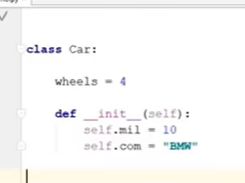 class Car:
    wheels = 4
    def __init__(self):
        self.mil = 10
        self.com = "BMW"